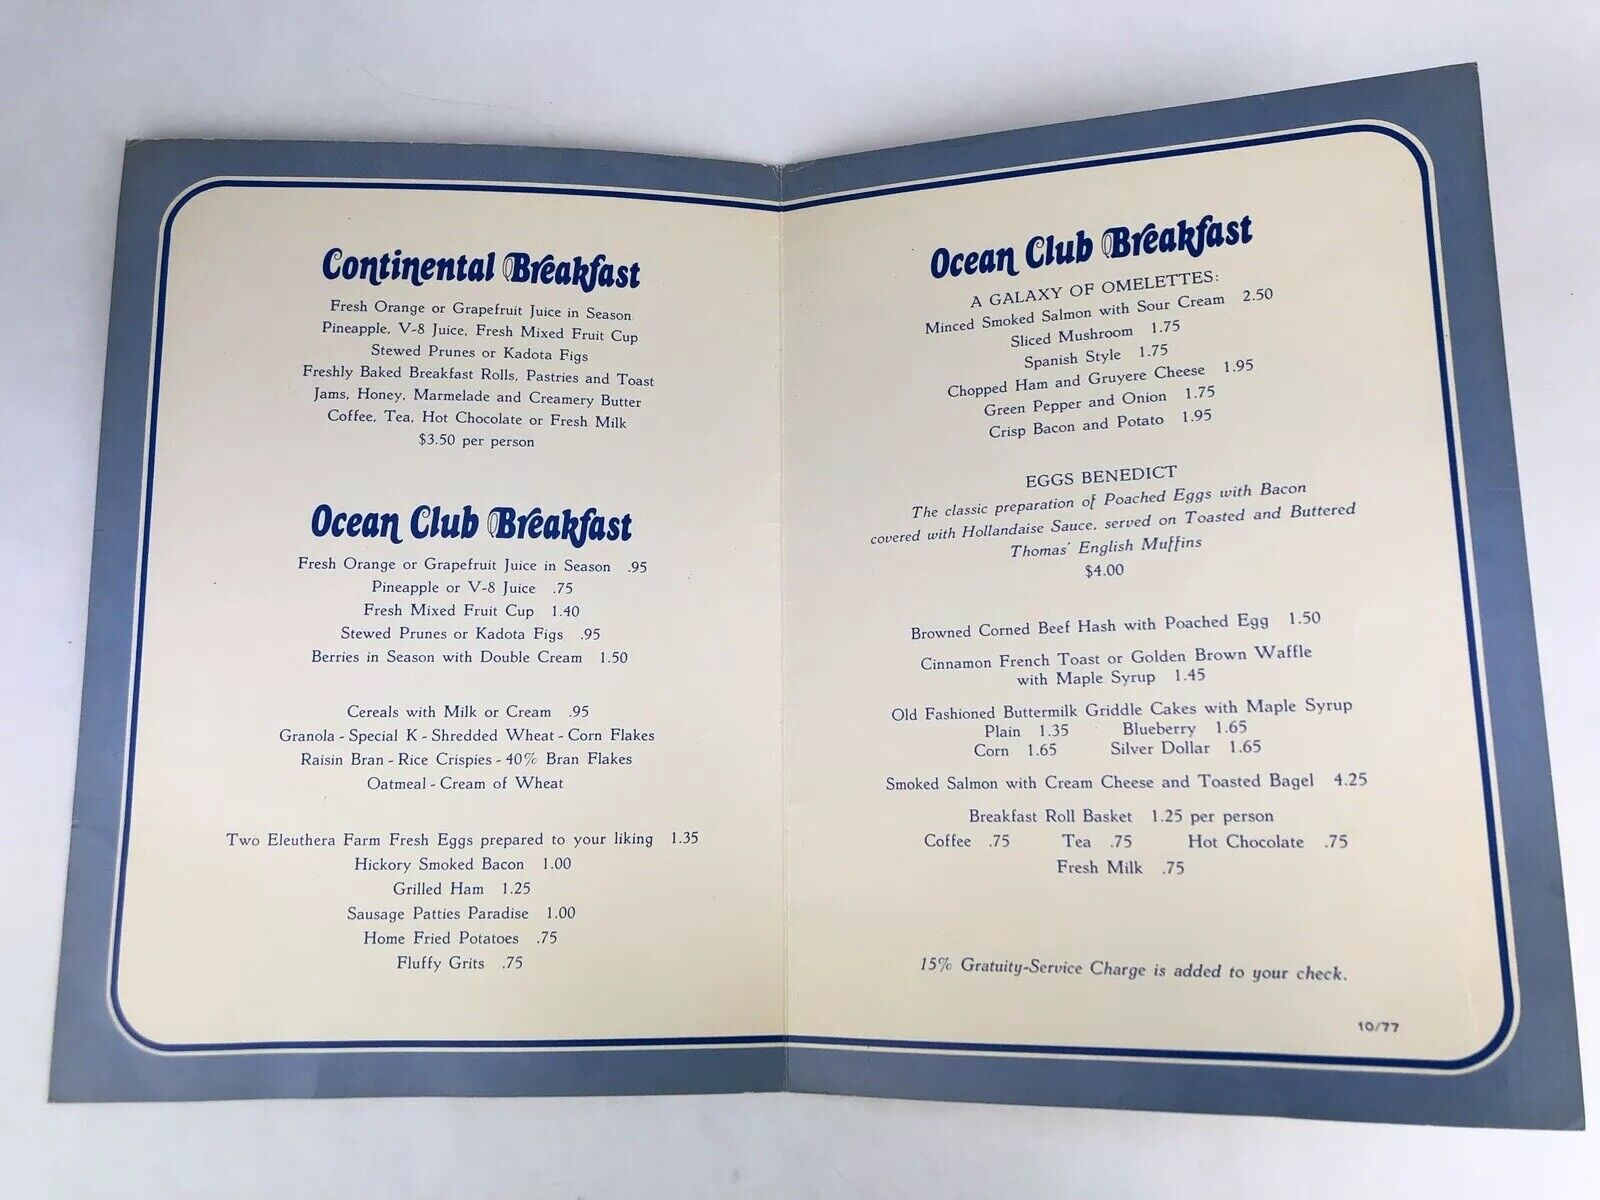 Continental Breakfast
Fresh Orange or Grapefruit Juice in Season
Pineapple, V-8 Juice, Fresh Mixed Fruit Cup
Stewed Prunes or Kadota Figs
Freshly Baked Breakfast Rolls, Pastries and Toast
Jams, Honey, Marmelade and Creamery Butter
Coffee, Tea, Hot Chocolate or Fresh Milk
$3.50 per person
Ocean Club Breakfast
Fresh Orange or Grapefruit Juice in Season .95
Pineapple or V-8 Juice .75
Fresh Mixed Fruit Cup 1.40
Stewed Prunes or Kadota Figs .95
Berries in Season with Double Cream 1.50
Cereals with Milk or Cream .95
Granola - Special K - Shredded Wheat - Corn Flakes
Raisin Bran - Rice Crispies - 40% Bran Flakes
Oatmeal - Cream of Wheat
Two Eleuthera Farm Fresh Eggs prepared to your liking 1.35
Hickory Smoked Bacon 1.00
Grilled Ham 1.25
Sausage Patties Paradise 1.00
Home Fried Potatoes .75
Fluffy Grits .75
Ocean Club Breakfast
A GALAXY OF OMELETTES:
Minced Smoked Salmon with Sour Cream 2.50
Sliced Mushroom 1.75
Spanish Style 1.75
Chopped Ham and Gruyere Cheese 1.95
Green Pepper and Onion 1.75
Crisp Bacon and Potato 1.95
EGGS BENEDICT
The classic preparation of Poached Eggs with Bacon
covered with Hollandaise Sauce, served on Toasted and Buttered
Thomas' English Muffins
$4.00
Browned Corned Beef Hash with Poached Egg 1.50
Cinnamon French Toast or Golden Brown Waffle
with Maple Syrup 1.45
Old Fashioned Buttermilk Griddle Cakes with Maple Syrup
Plain 1.35 Blueberry 1.65
Corn 1.65 Silver Dollar 1.65
Smoked Salmon with Cream Cheese and Toasted Bagel 4.25
Breakfast Roll Basket 1.25 per person
Coffee .75 Tea .75 Hot Chocolate .75
Fresh Milk .75
15% Gratuity-Service Charge is added to your check.
10/77